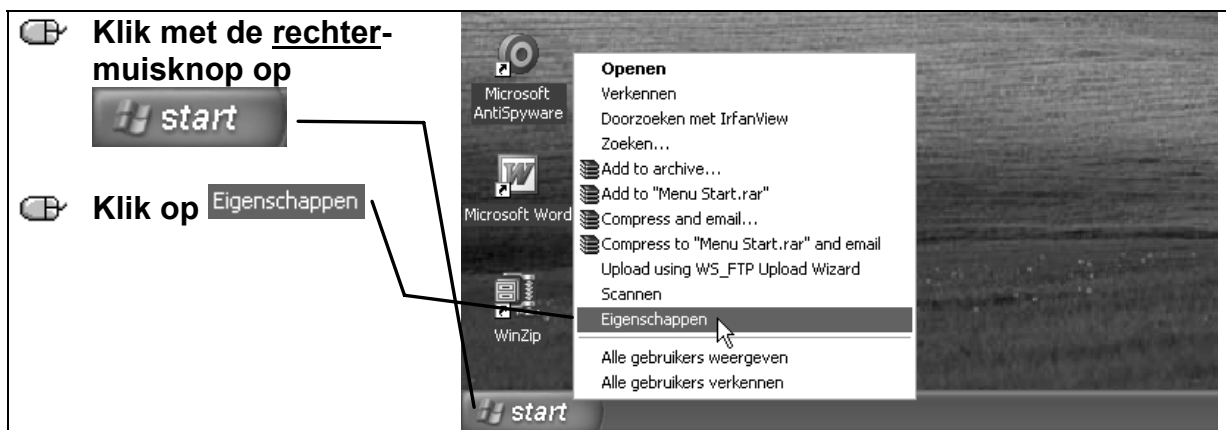 Klik met de rechter-
muisknop op
start
Klik op Eigenschappen
Microsoft
AntiSpyware
Microsoft Word
WinZip
Openen
Verkennen
Doorzoeken met IrfanView
Zoeken...
Add to archive...
Add to "Menu Start.rar"
Compress and email...
Compress to "Menu Start.rar" and email
Upload using WS_FTP Upload Wizard
Scannen
Eigenschappen
Alle gebruikers weergeven
Alle gebruikers verkennen
start